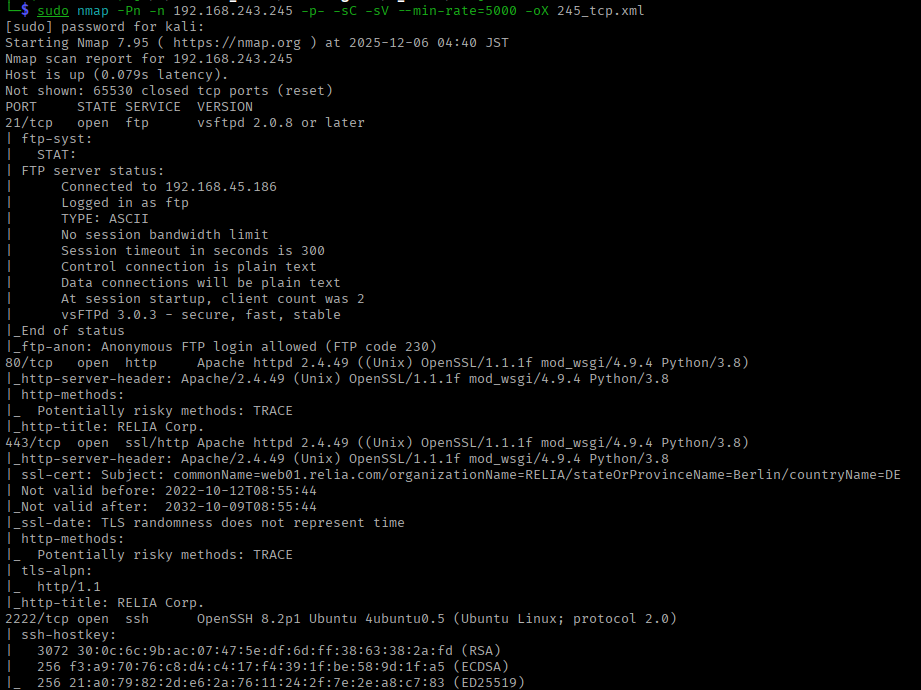 └─$ sudo nmap -Pn -n 192.168.243.245 -p- -sC -sV --min-rate=5000 -oX 245_tcp.xml
[sudo] password for kali:
Starting Nmap 7.95 ( https://nmap.org ) at 2025-12-06 04:40 JST
Nmap scan report for 192.168.243.245
Host is up (0.079s latency).
Not shown: 65530 closed tcp ports (reset)
PORT     STATE SERVICE  VERSION
21/tcp   open  ftp      vsftpd 2.0.8 or later
| ftp-syst:
|   STAT:
| FTP server status:
|      Connected to 192.168.45.186
|      Logged in as ftp
|      TYPE: ASCII
|      No session bandwidth limit
|      Session timeout in seconds is 300
|      Control connection is plain text
|      Data connections will be plain text
|      At session startup, client count was 2
|      vsFTPd 3.0.3 - secure, fast, stable
|_End of status
|_ftp-anon: Anonymous FTP login allowed (FTP code 230)
80/tcp   open  http     Apache httpd 2.4.49 ((Unix) OpenSSL/1.1.1f mod_wsgi/4.9.4 Python/3.8)
|_http-server-header: Apache/2.4.49 (Unix) OpenSSL/1.1.1f mod_wsgi/4.9.4 Python/3.8
| http-methods:
|_  Potentially risky methods: TRACE
|_http-title: RELIA Corp.
443/tcp  open  ssl/http Apache httpd 2.4.49 ((Unix) OpenSSL/1.1.1f mod_wsgi/4.9.4 Python/3.8)
|_http-server-header: Apache/2.4.49 (Unix) OpenSSL/1.1.1f mod_wsgi/4.9.4 Python/3.8
| ssl-cert: Subject: commonName=web01.relia.com/organizationName=RELIA/stateOrProvinceName=Berlin/countryName=DE
| Not valid before: 2022-10-12T08:55:44
|_Not valid after:  2032-10-09T08:55:44
|_ssl-date: TLS randomness does not represent time
| http-methods:
|_  Potentially risky methods: TRACE
| tls-alpn:
|_  http/1.1
|_http-title: RELIA Corp.
2222/tcp open  ssh      OpenSSH 8.2p1 Ubuntu 4ubuntu0.5 (Ubuntu Linux; protocol 2.0)
| ssh-hostkey:
|   3072 30:0c:6c:9b:ac:07:47:5e:df:6d:ff:38:63:38:2a:fd (RSA)
|   256 f3:a9:70:76:c8:d4:c4:17:f4:39:1f:be:58:9d:1f:a5 (ECDSA)
|_  256 21:a0:79:82:2d:e6:2a:76:11:24:2f:7e:2e:a8:c7:83 (ED25519)